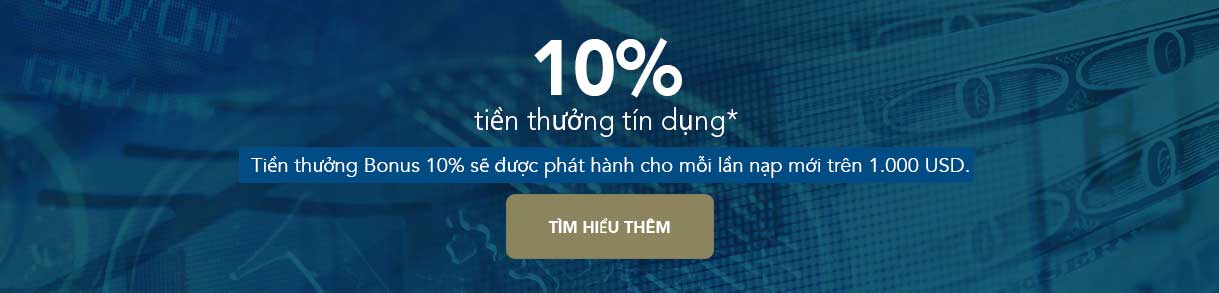 10%
tiền thưởng tín dụng*
Tiền thưởng Bonus 10% sẽ được phát hành cho mỗi lần nạp mới trên 1.000 USD.
TÌM HIỂU THÊM